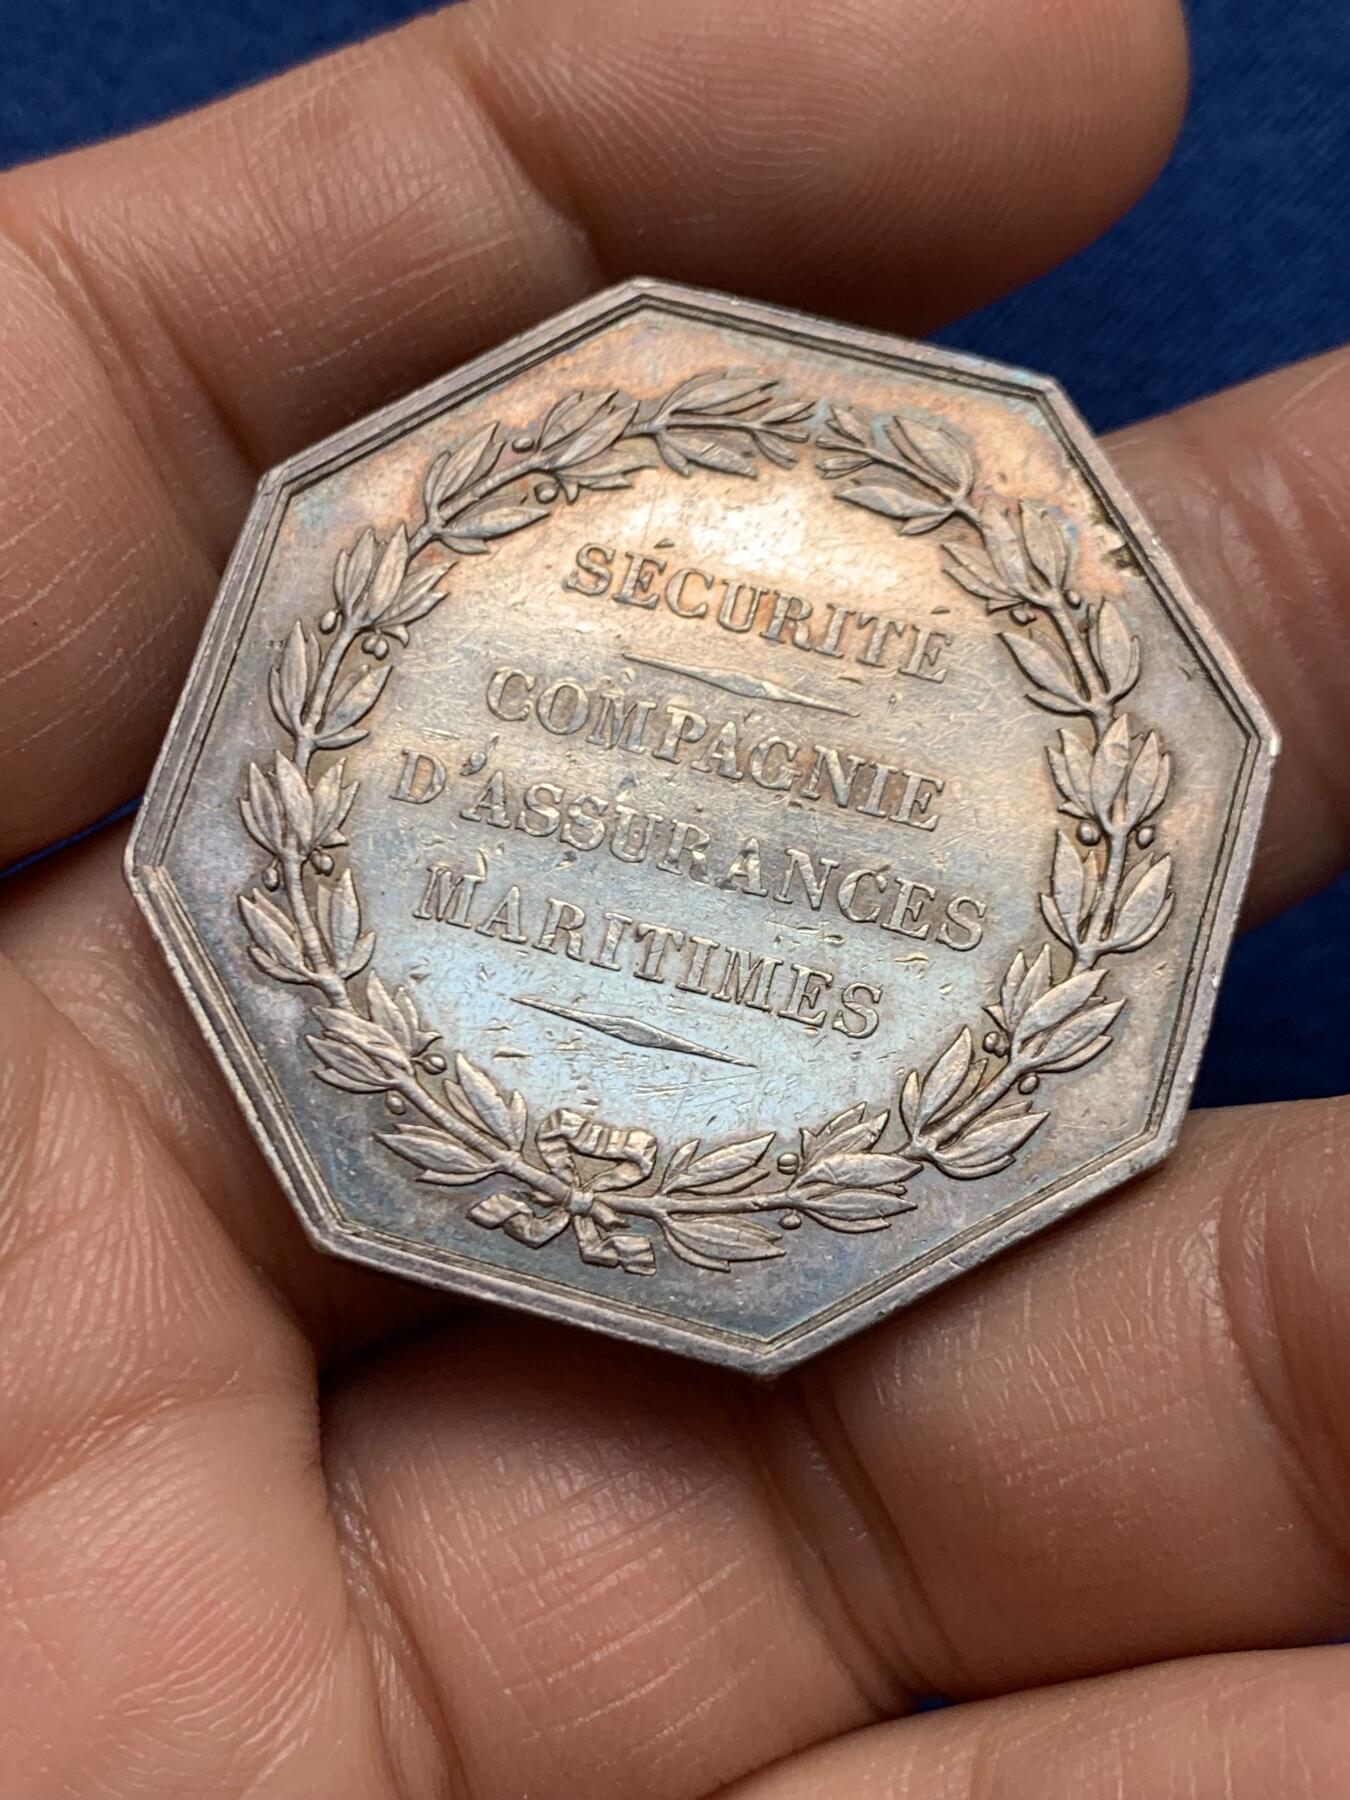 SÉCURITÉ
COMPAGNIE
D'ASSURANCES
MARITIMES